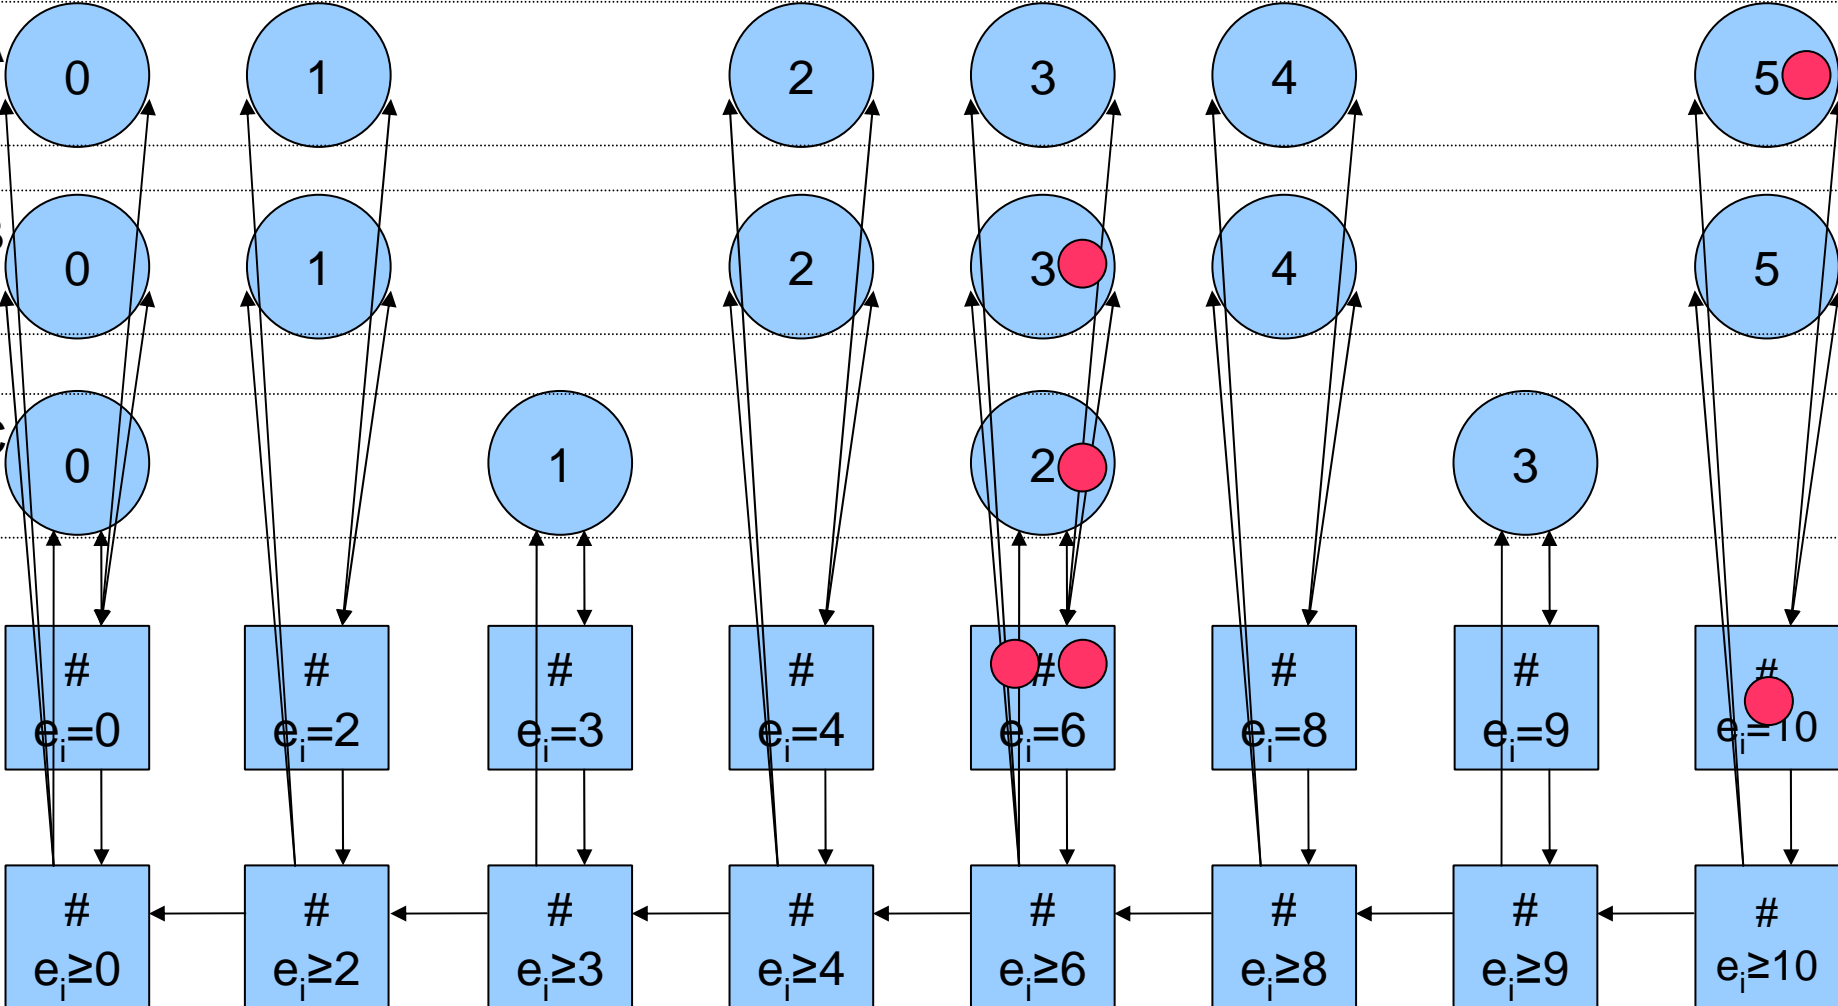 0 1 2 3 4 5
0 1 2 3 4 5
0 1 2 3
# # # # # # # #
eᵢ=0 eᵢ=2 eᵢ=3 eᵢ=4 eᵢ=6 eᵢ=8 eᵢ=9 eᵢ=10
# # # # # # # #
eᵢ≥0 eᵢ≥2 eᵢ≥3 eᵢ≥4 eᵢ≥6 eᵢ≥8 eᵢ≥9 eᵢ≥10